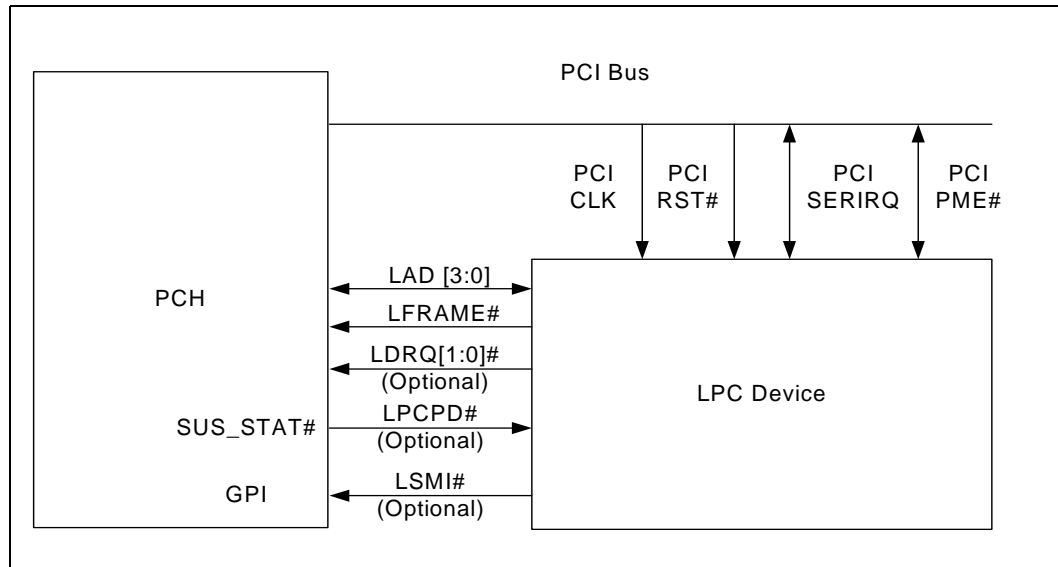 PCI Bus
PCI
CLK
PCI
RST#
PCI
SERIRQ
PCI
PME#
LAD [3:0]
PCH
LFRAME#
LDRQ[1:0]#
(Optional)
LPC Device
SUS_STAT#
LPCPD#
(Optional)
GPI
LSMI#
(Optional)